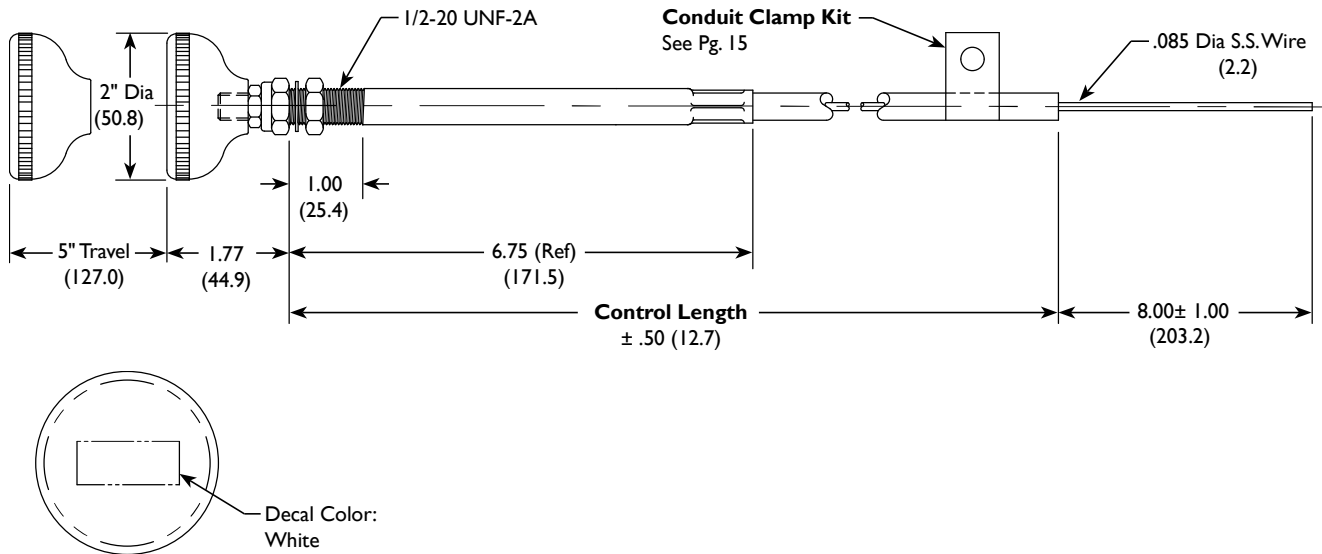 1/2-20 UNF-2A
Conduit Clamp Kit
See Pg. 15
.085 Dia S.S. Wire
(2.2)
2" Dia
(50.8)
1.00
(25.4)
5" Travel
(127.0)
1.77
(44.9)
6.75 (Ref)
(171.5)
Control Length
± .50 (12.7)
8.00± 1.00
(203.2)
Decal Color:
White